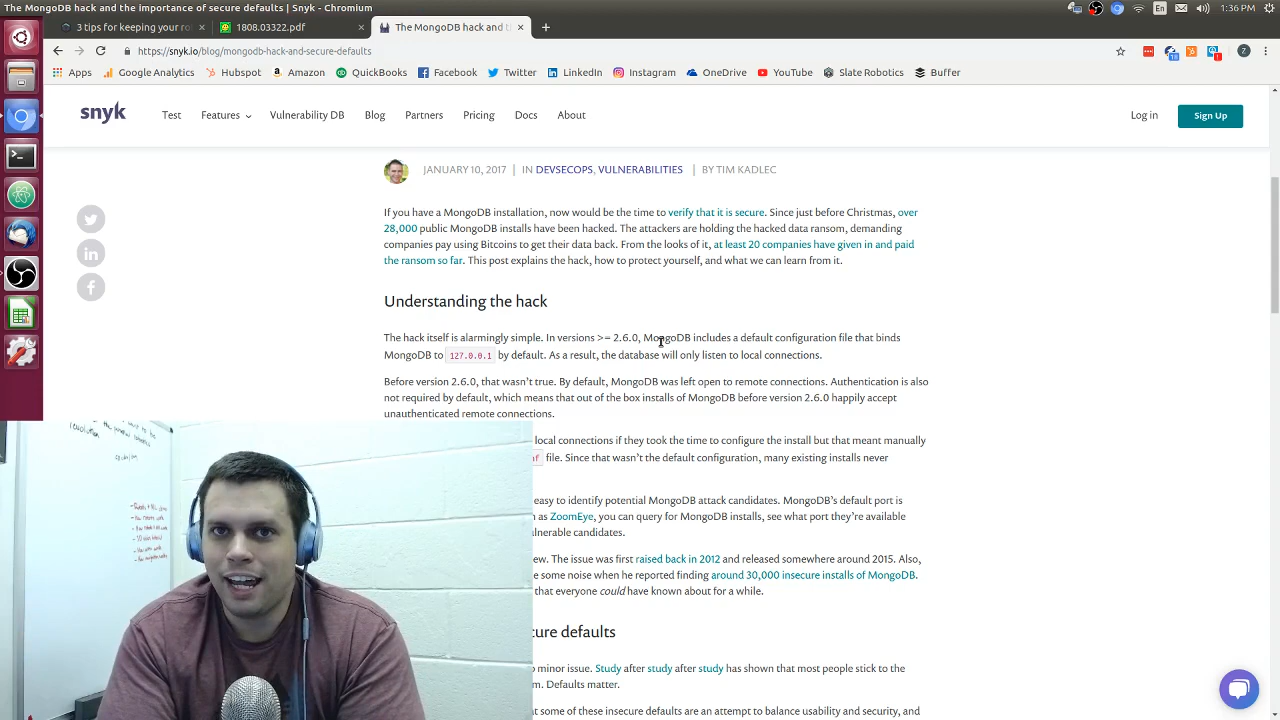 The MongoDB hack and the importance of secure defaults | Snyk - Chromium
En
1:36 PM
3 tips for keeping your ro
1808.03322.pdf
The MongoDB hack and t
https://snyk.io/blog/mongodb-hack-and-secure-defaults
Z
Apps
Google Analytics
Hubspot
Amazon
QuickBooks
Facebook
Twitter
LinkedIn
Instagram
OneDrive
YouTube
Slate Robotics
Buffer
snyk
Test
Features
Vulnerability DB
Blog
Partners
Pricing
Docs
About
Log in
Sign Up
JANUARY 10, 2017 | IN DEVSECOPS, VULNERABILITIES | BY TIM KADLEC
If you have a MongoDB installation, now would be the time to verify that it is secure. Since just before Christmas, over
28,000 public MongoDB installs have been hacked. The attackers are holding the hacked data ransom, demanding
companies pay using Bitcoins to get their data back. From the looks of it, at least 20 companies have given in and paid
the ransom so far. This post explains the hack, how to protect yourself, and what we can learn from it.
Understanding the hack
The hack itself is alarmingly simple. In versions >= 2.6.0, MongoDB includes a default configuration file that binds
MongoDB to 127.0.0.1 by default. As a result, the database will only listen to local connections.
Before version 2.6.0, that wasn't true. By default, MongoDB was left open to remote connections. Authentication is also
not required by default, which means that out of the box installs of MongoDB before version 2.6.0 happily accept
unauthenticated remote connections.
local connections if they took the time to configure the install but that meant manually
file. Since that wasn't the default configuration, many existing installs never
easy to identify potential MongoDB attack candidates. MongoDB's default port is
as ZoomEye, you can query for MongoDB installs, see what port they're available
The issue was first raised back in 2012 and released somewhere around 2015. Also,
some noise when he reported finding around 30,000 insecure installs of MongoDB.
that everyone could have known about for a while.
defaults
minor issue. Study after study after study has shown that most people stick to the
Defaults matter.
some of these insecure defaults are an attempt to balance usability and security, and